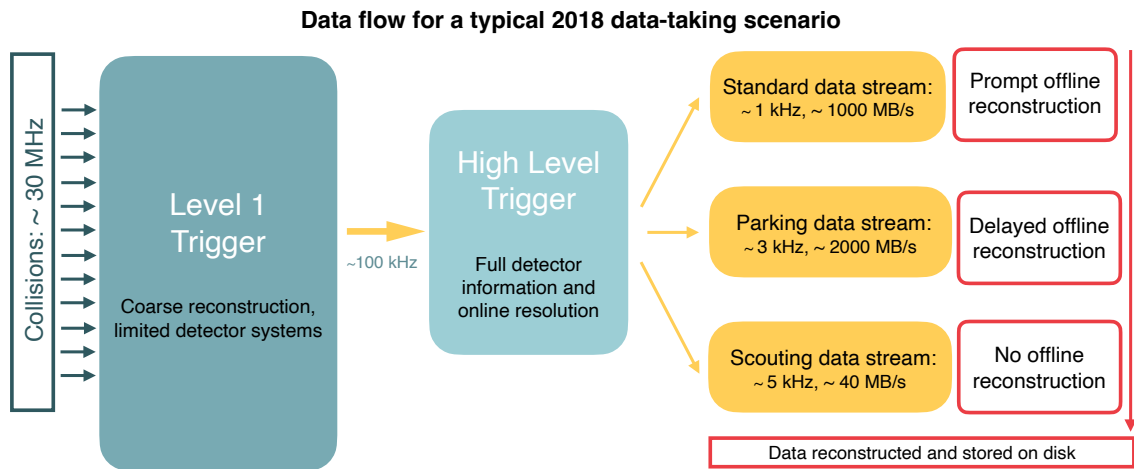 Data flow for a typical 2018 data-taking scenario
Collisions: ~ 30 MHz
Level 1
Trigger
Coarse reconstruction,
limited detector systems
~100 kHz
High Level
Trigger
Full detector
information and
online resolution
Standard data stream:
~ 1 kHz, ~ 1000 MB/s
Prompt offline
reconstruction
Parking data stream:
~ 3 kHz, ~ 2000 MB/s
Delayed offline
reconstruction
Scouting data stream:
~ 5 kHz, ~ 40 MB/s
No offline
reconstruction
Data reconstructed and stored on disk